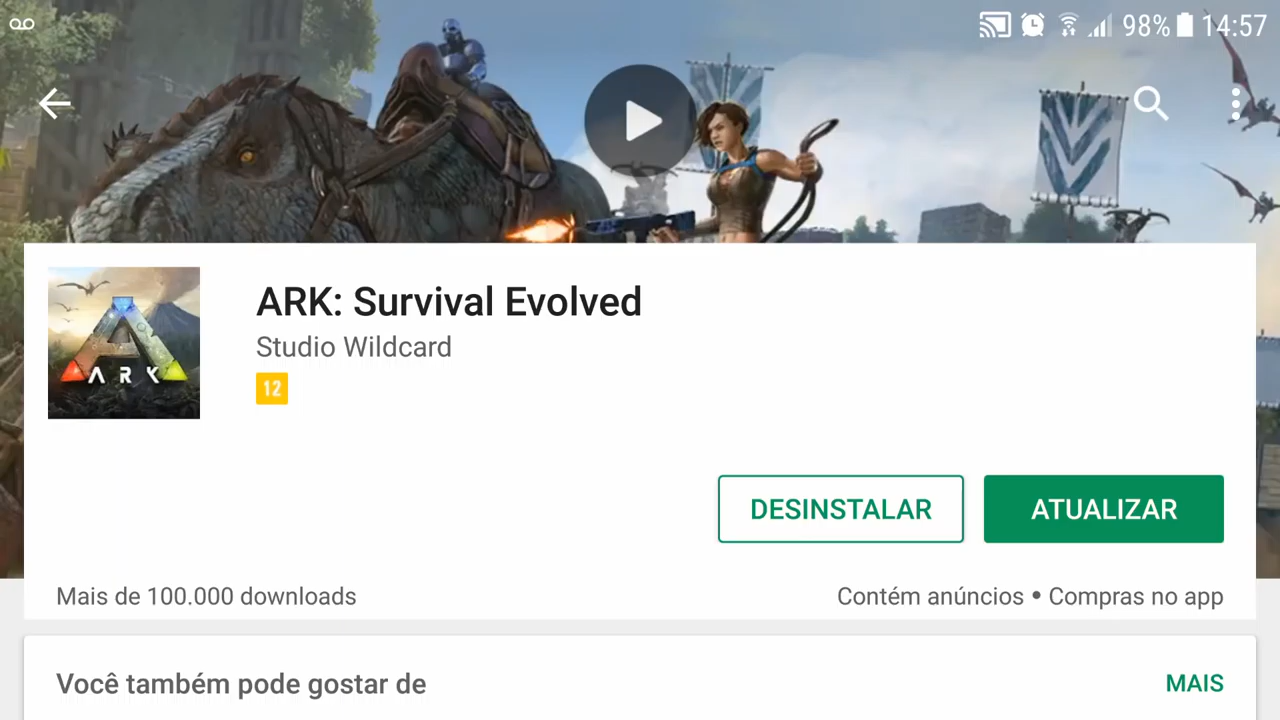 98% 14:57
ARK: Survival Evolved
ARK
Studio Wildcard
12
DESINSTALAR ATUALIZAR
Mais de 100.000 downloads Contém anúncios • Compras no app
Você também pode gostar de MAIS